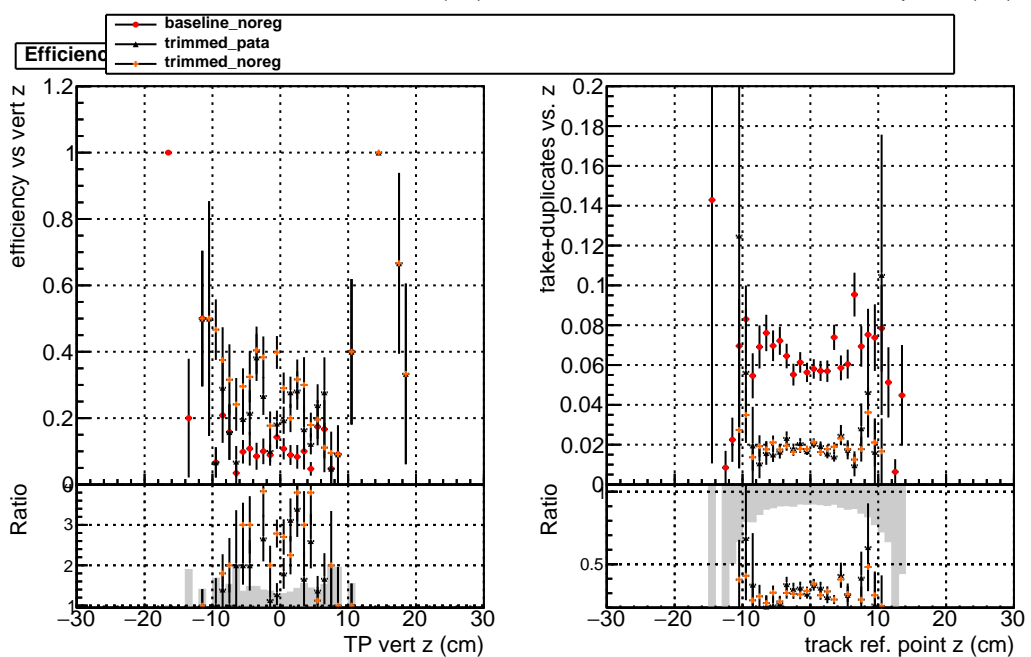 baseline_noreg
trimmed_pata
trimmed_noreg
Efficienc
efficiency vs vert z
1.2
1
0.8
0.6
0.4
0.2
0
Ratio
3
2
1
−30 −20 −10 0 10 20 30
TP vert z (cm)
fake+duplicates vs. z
0.2
0.18
0.16
0.14
0.12
0.1
0.08
0.06
0.04
0.02
0
Ratio
0.5
−30 −20 −10 0 10 20 30
track ref. point z (cm)